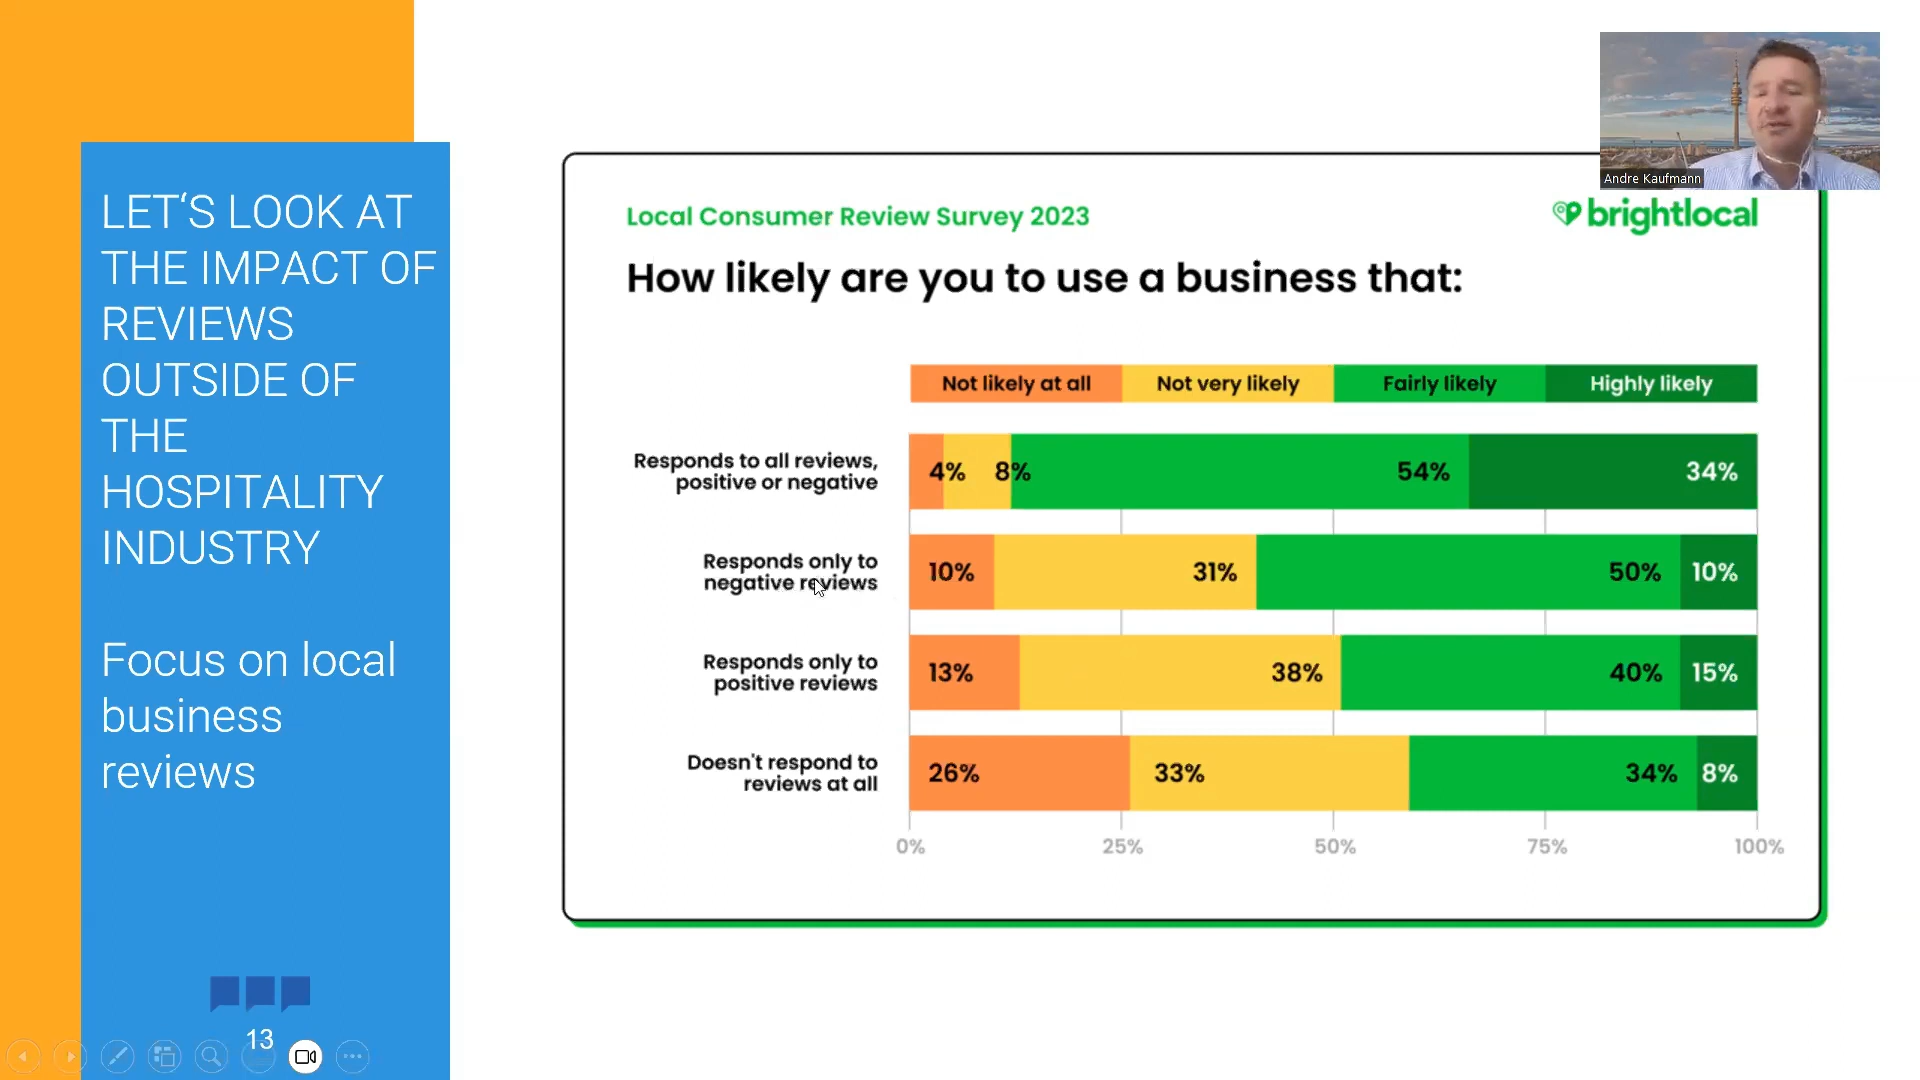 LET‘S LOOK AT
THE IMPACT OF
REVIEWS
OUTSIDE OF
THE
HOSPITALITY
INDUSTRY
Focus on local
business
reviews
13
Andre Kaufmann
Local Consumer Review Survey 2023
brightlocal
How likely are you to use a business that:
Not likely at all Not very likely Fairly likely Highly likely
Responds to all reviews,
positive or negative
4% 8% 54% 34%
Responds only to
negative reviews
10% 31% 50% 10%
Responds only to
positive reviews
13% 38% 40% 15%
Doesn't respond to
reviews at all
26% 33% 34% 8%
0% 25% 50% 75% 100%